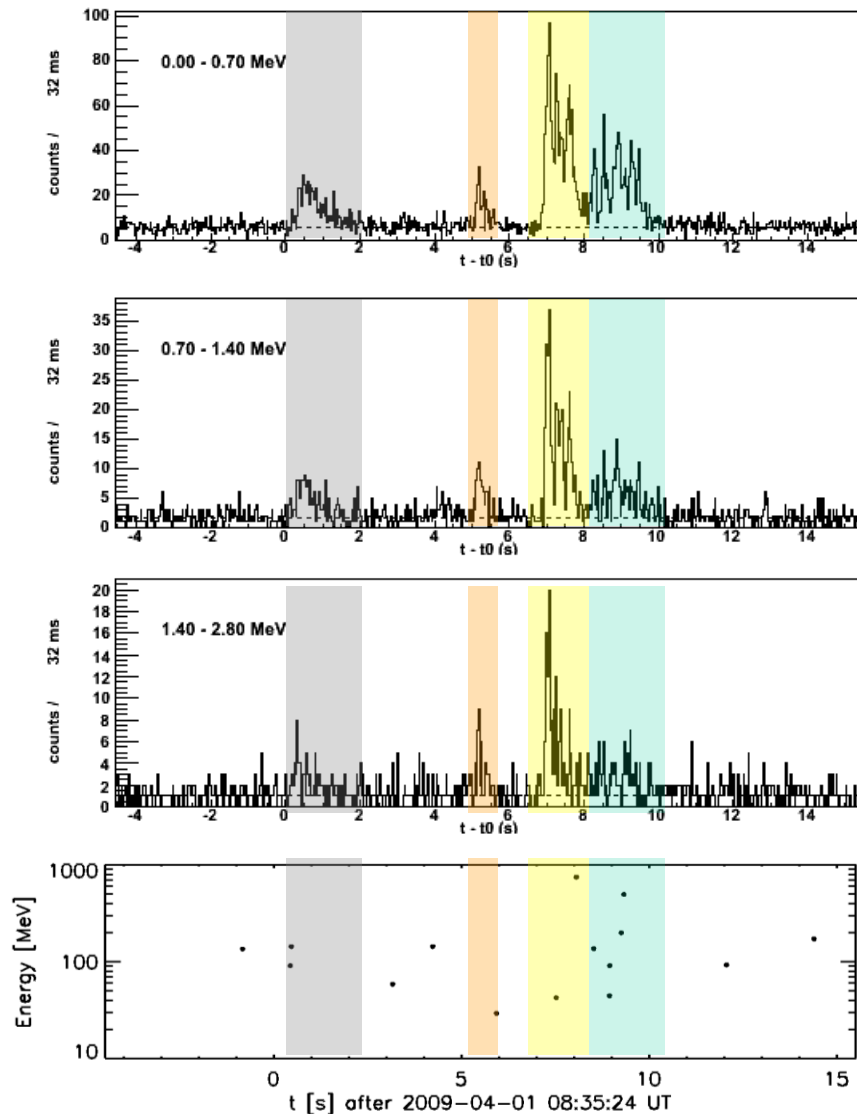 100
80
60
40
20
0
counts / 32 ms
0.00 - 0.70 MeV
-4 -2 0 2 4 6 8 10 12 14
t - t0 (s)
35
30
25
20
15
10
5
0
counts / 32 ms
0.70 - 1.40 MeV
-4 -2 0 2 4 6 8 10 12 14
t - t0 (s)
20
18
16
14
12
10
8
6
4
2
0
counts / 32 ms
1.40 - 2.80 MeV
-4 -2 0 2 4 6 8 10 12 14
t - t0 (s)
1000
100
10
Energy [MeV]
0 5 10 15
t [s] after 2009-04-01 08:35:24 UT